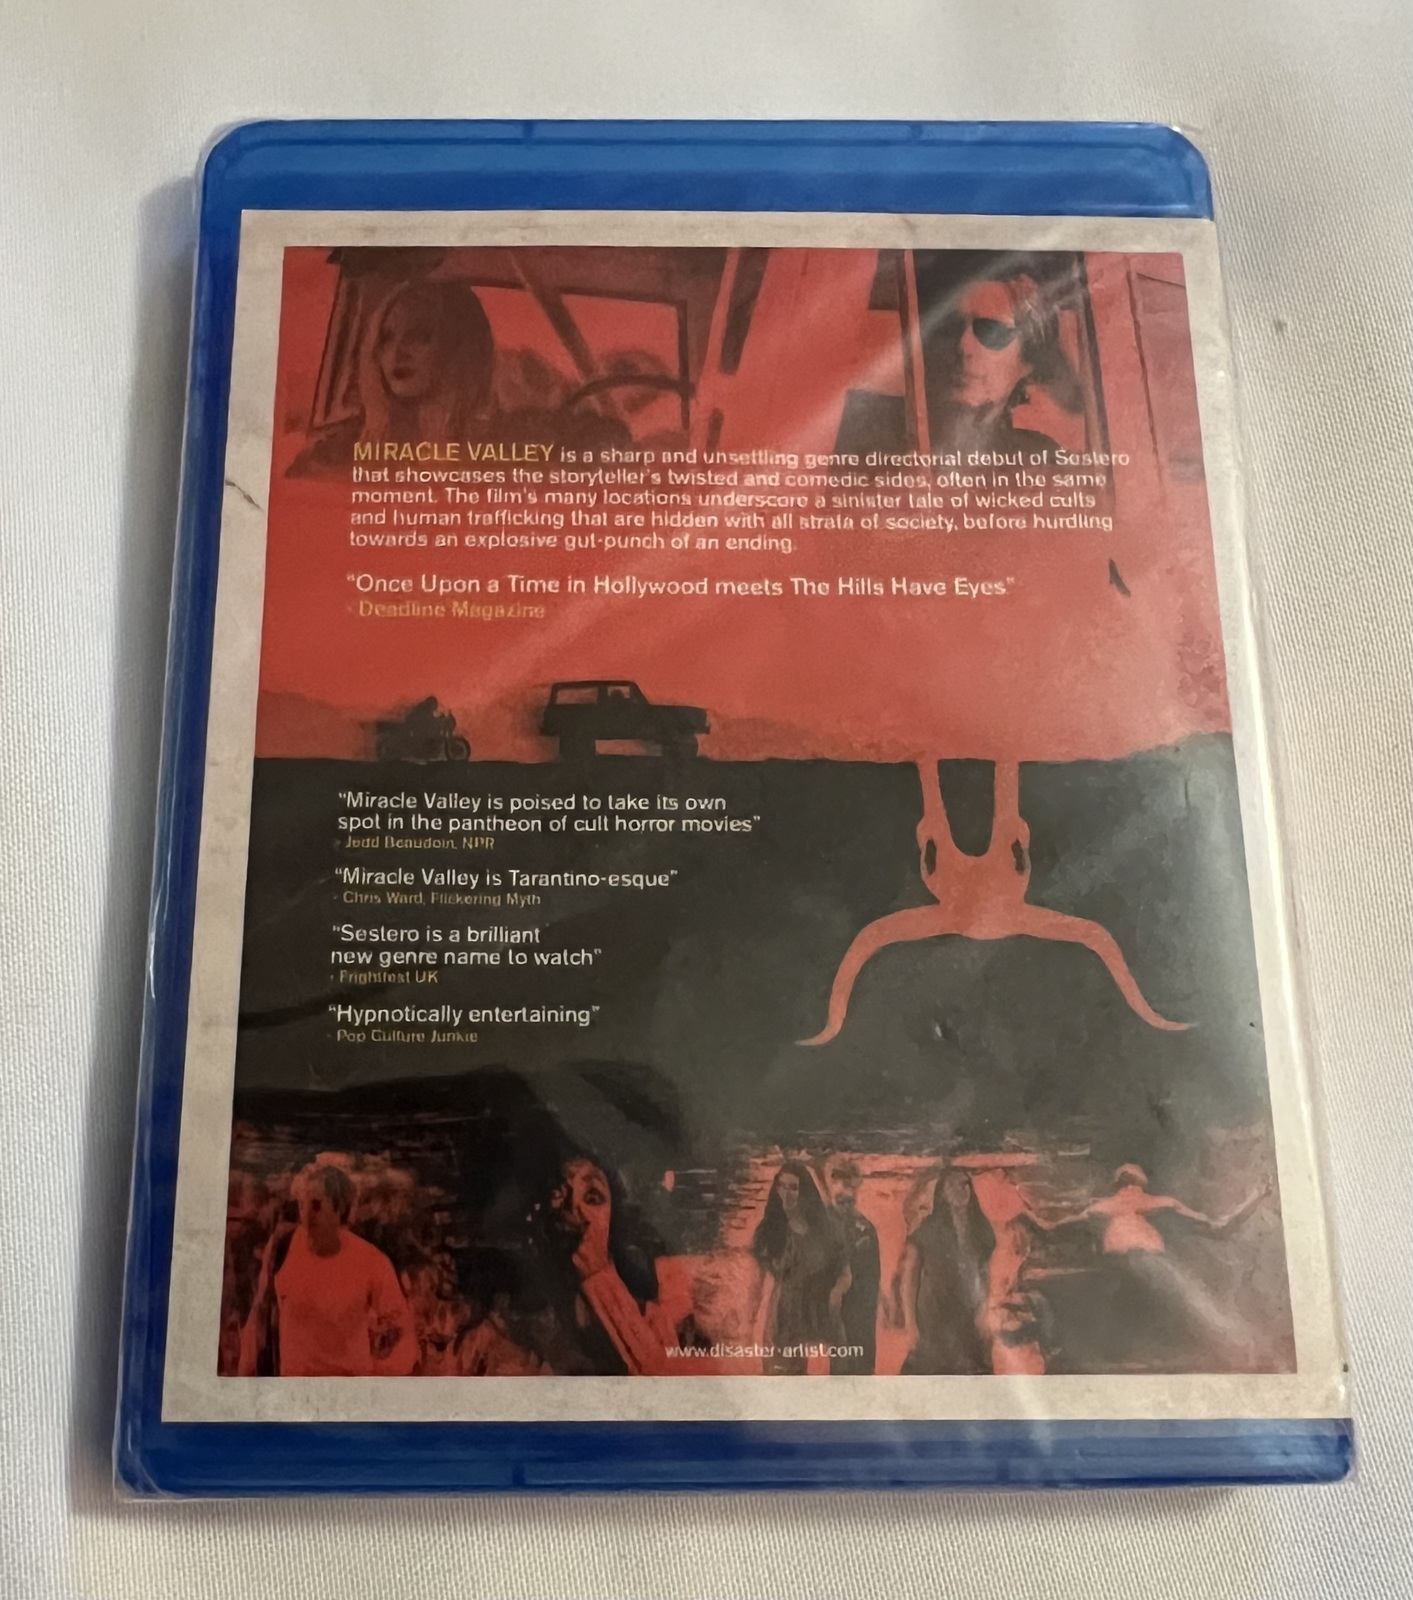 MIRACLE VALLEY is a sharp and unsettling genre directorial debut of Sestero
that showcases the storyteller's twisted and comedic sides, often in the same
moment. The film's many locations underscore a sinister tale of wicked cults
and human trafficking that are hidden with all strata of society, before hurdling
towards an explosive gut-punch of an ending.
"Once Upon a Time in Hollywood meets The Hills Have Eyes"
- Deadline Magazine
"Miracle Valley is poised to take its own
spot in the pantheon of cult horror movies"
- Jedd Beaudoin, NPR
"Miracle Valley is Tarantino-esque"
- Chris Ward, Flickering Myth
"Sestero is a brilliant
new genre name to watch"
- Frightfest UK
"Hypnotically entertaining"
- Pop Culture Junkie
www.disaster-artist.com